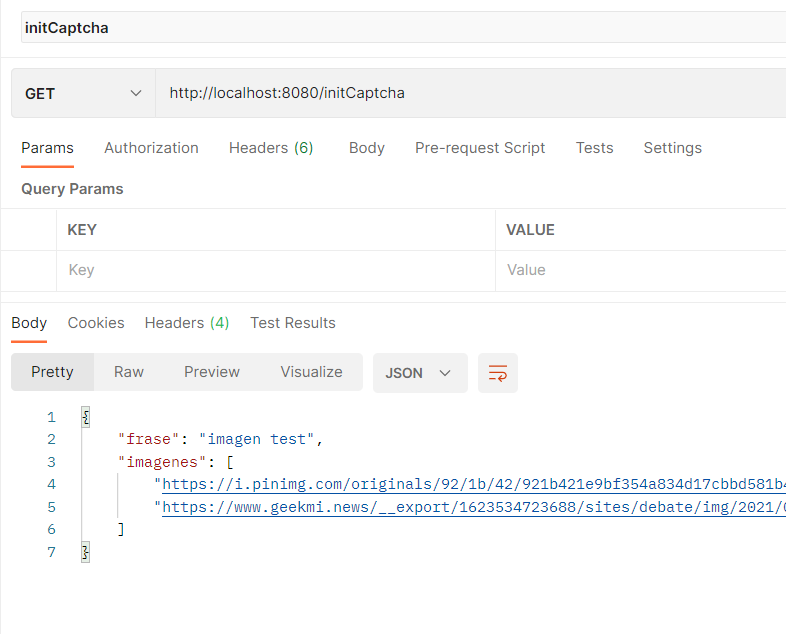 initCaptcha
GET http://localhost:8080/initCaptcha
Params Authorization Headers (6) Body Pre-request Script Tests Settings
Query Params
KEY VALUE
Key Value
Body Cookies Headers (4) Test Results
Pretty Raw Preview Visualize JSON
1 {
2 "frase": "imagen test",
3 "imagenes": [
4 "https://i.pinimg.com/originals/92/1b/42/921b421e9bf354a834d17cbbd581b4
5 "https://www.geekmi.news/__export/1623534723688/sites/debate/img/2021/0
6 ]
7 }